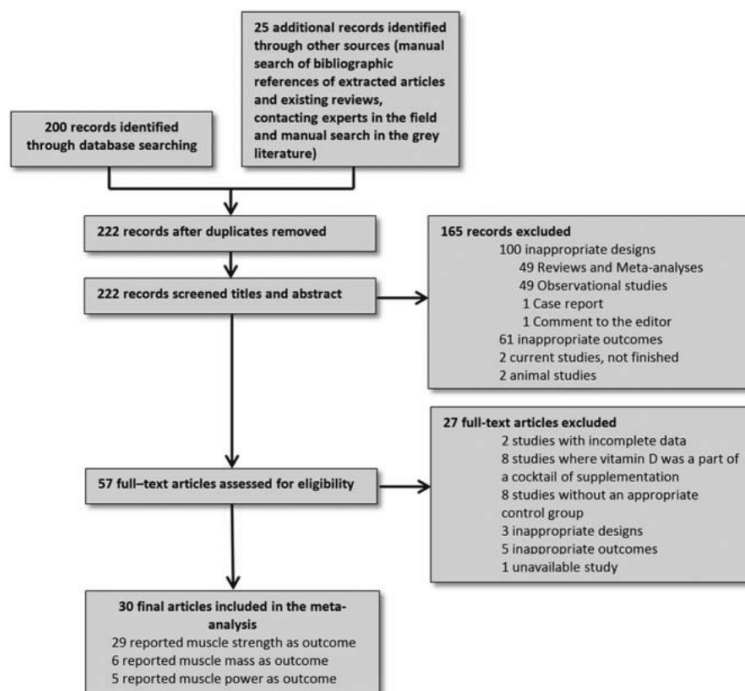 25 additional records identified
through other sources (manual
search of bibliographic
references of extracted articles
and existing reviews,
contacting experts in the field
and manual search in the grey
literature)
200 records identified
through database searching
222 records after duplicates removed
222 records screened titles and abstract
165 records excluded
100 inappropriate designs
49 Reviews and Meta-analyses
49 Observational studies
1 Case report
1 Comment to the editor
61 inappropriate outcomes
2 current studies, not finished
2 animal studies
57 full–text articles assessed for eligibility
27 full-text articles excluded
2 studies with incomplete data
8 studies where vitamin D was a part of
a cocktail of supplementation
8 studies without an appropriate
control group
3 inappropriate designs
5 inappropriate outcomes
1 unavailable study
30 final articles included in the meta-
analysis
29 reported muscle strength as outcome
6 reported muscle mass as outcome
5 reported muscle power as outcome